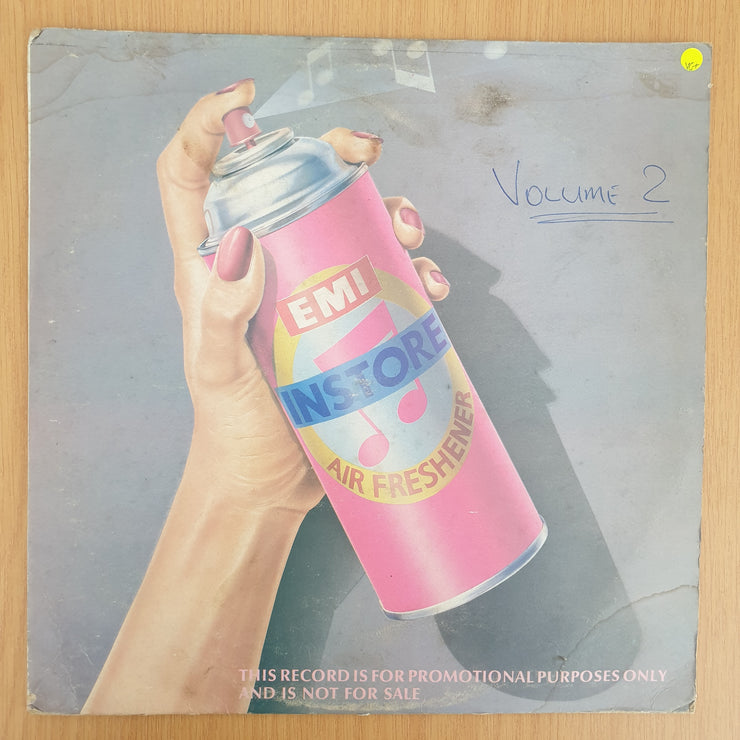 VOLUME 2
EMI
INSTORE
AIR FRESHENER
THIS RECORD IS FOR PROMOTIONAL PURPOSES ONLY
AND IS NOT FOR SALE